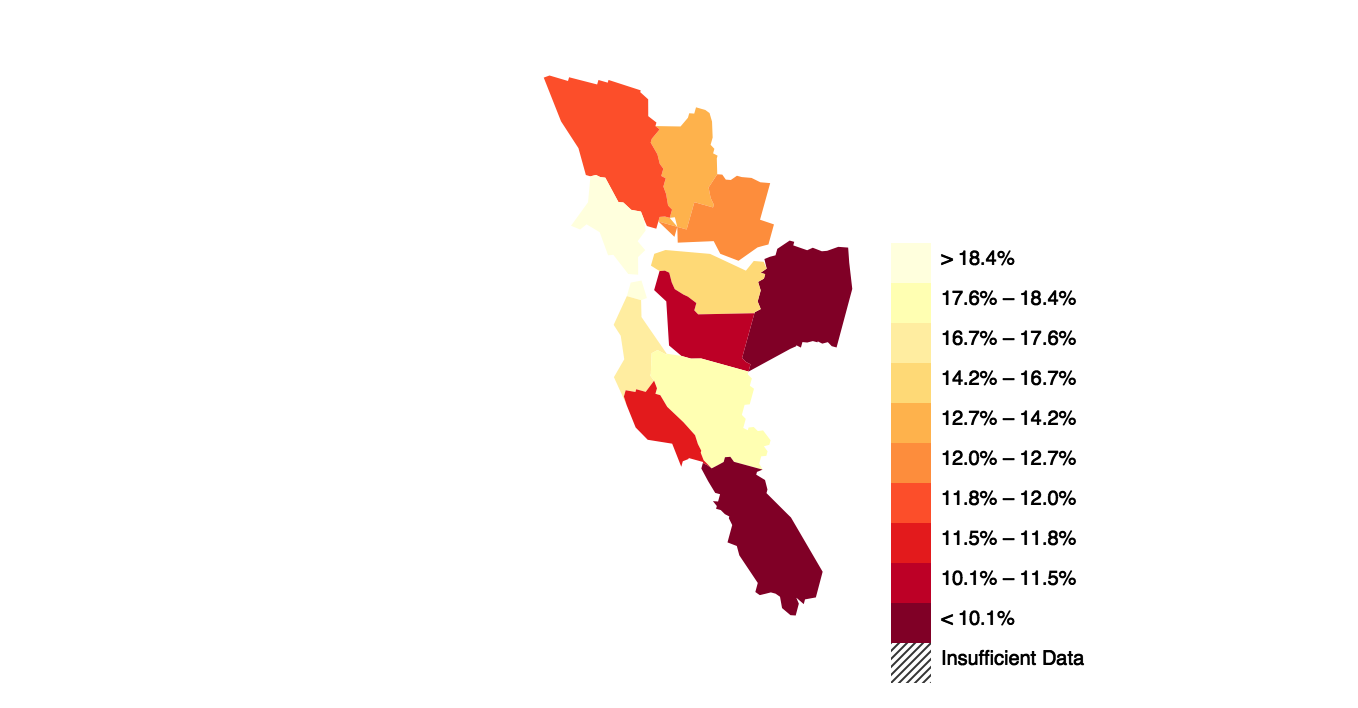 > 18.4%
17.6% – 18.4%
16.7% – 17.6%
14.2% – 16.7%
12.7% – 14.2%
12.0% – 12.7%
11.8% – 12.0%
11.5% – 11.8%
10.1% – 11.5%
< 10.1%
Insufficient Data